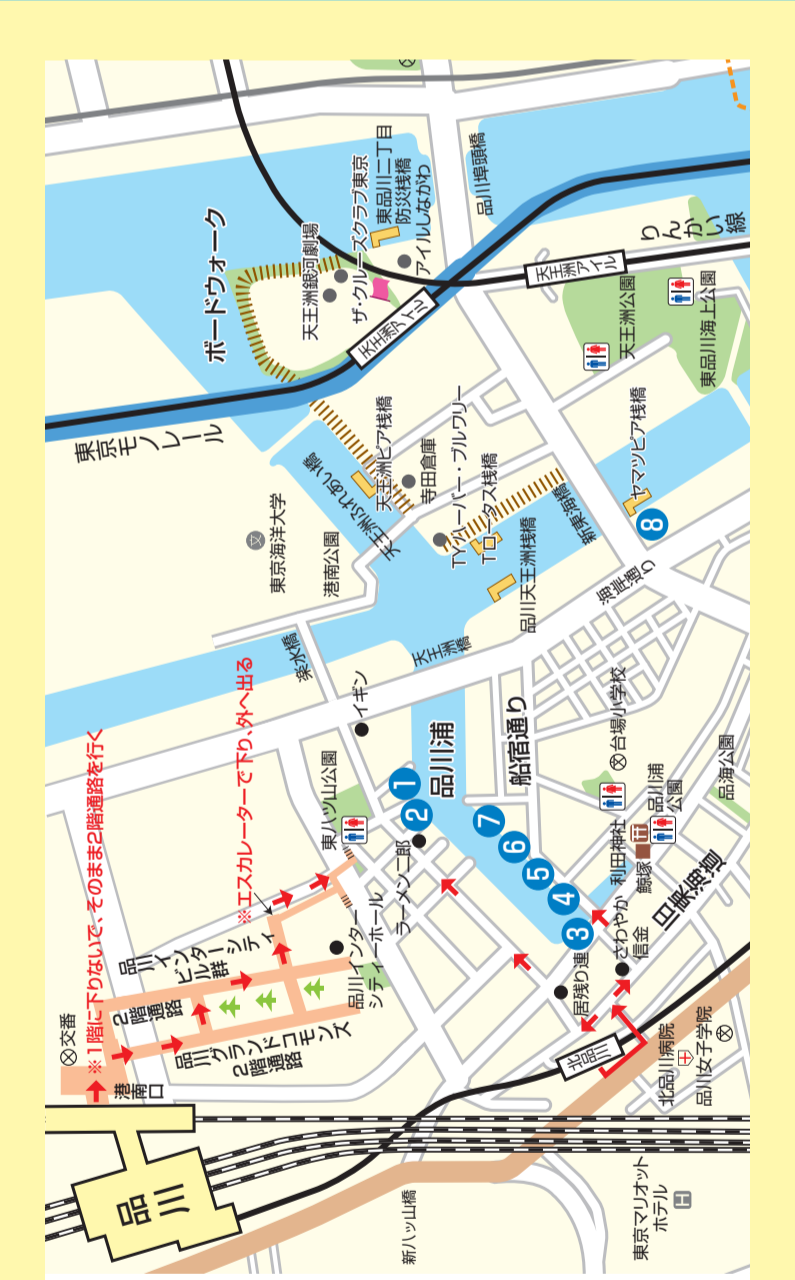 交番
※１階に下りないで、そのまま2階通路を行く
※エスカレーターで下り、外へ出る
港南口
品川
2階
通路
品川インターシティ
ビル群
品川グランドコモンズ
2階
通路
品川インター
シティーホール
東八ツ山公園
ラーメン二郎
イギン
楽水橋
東京海洋大学
港南公園
東京
モノレール
天王洲ふれあい橋
天王洲ピア桟橋
寺田倉庫
TYハーバー・ブルワリー
Tロータス桟橋
品川天王洲桟橋
新東海橋
天王洲
橋
ボードウォーク
天王洲銀河劇場
ザ・クルーズクラブ東京
東品川二丁目
防災桟橋
アイルしながわ
天王洲アイル
品川埠頭橋
天王洲アイル
りんかい
線
天王洲公園
東品川海上公園
ヤマツピア桟橋
8
海岸通り
品川浦
船宿通り
1
2
7
6
5
4
3
台場小学校
利田神社
品川浦
公園
鯨塚
品海公園
旧東海道
さわやか
信金
居残り連
北品川
北品川病院
品川女子学院
新八ッ山橋
東京マリオット
ホテル
H